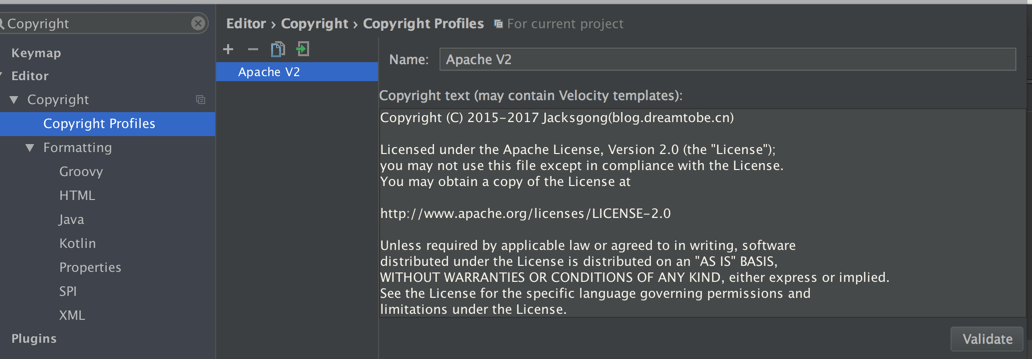 Copyright
Keymap
Editor
Copyright
Copyright Profiles
Formatting
Groovy
HTML
Java
Kotlin
Properties
SPI
XML
Plugins
Editor › Copyright › Copyright Profiles For current project
Apache V2
Name: Apache V2
Copyright text (may contain Velocity templates):
Copyright (C) 2015-2017 Jacksgong(blog.dreamtobe.cn)
Licensed under the Apache License, Version 2.0 (the "License");
you may not use this file except in compliance with the License.
You may obtain a copy of the License at
http://www.apache.org/licenses/LICENSE-2.0
Unless required by applicable law or agreed to in writing, software
distributed under the License is distributed on an "AS IS" BASIS,
WITHOUT WARRANTIES OR CONDITIONS OF ANY KIND, either express or implied.
See the License for the specific language governing permissions and
limitations under the License.
Validate